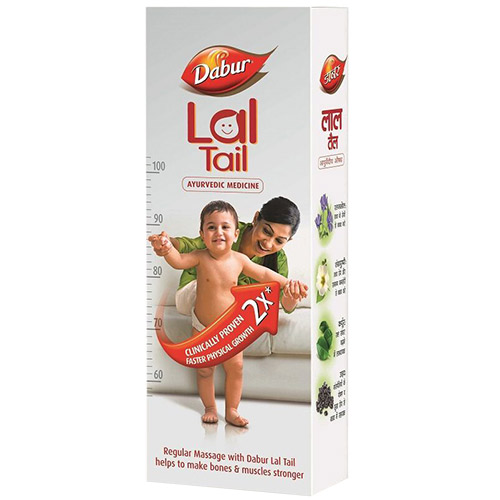 Dabur
Lal
Tail
AYURVEDIC MEDICINE
100
90
80
70
60
CLINICALLY PROVEN
FASTER PHYSICAL GROWTH
2X+
Regular Massage with Dabur Lal Tail
helps to make bones & muscles stronger
डाबर
लाल
तैल